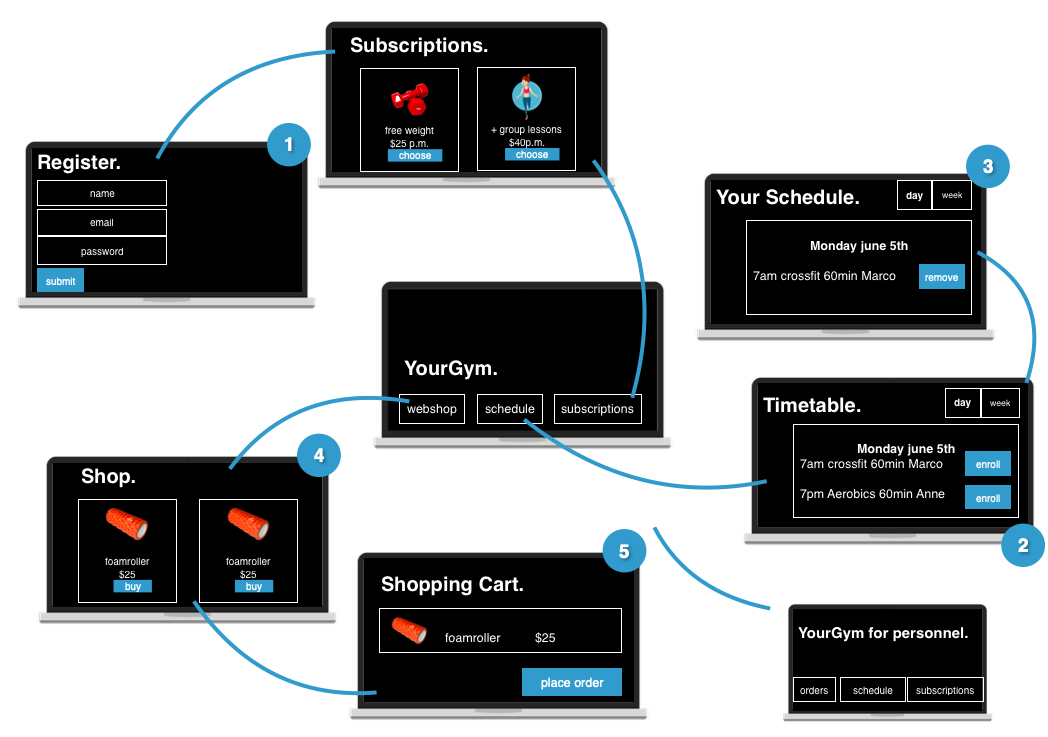 Subscriptions.
free weight
$25 p.m.
choose
+ group lessons
$40p.m.
choose
1
Register.
name
email
password
submit
3
Your Schedule.
day
week
Monday june 5th
7am crossfit 60min Marco
remove
YourGym.
webshop
schedule
subscriptions
Timetable.
day
week
Monday june 5th
7am crossfit 60min Marco
enroll
7pm Aerobics 60min Anne
enroll
2
4
Shop.
foamroller
$25
buy
foamroller
$25
buy
5
Shopping Cart.
foamroller
$25
place order
YourGym for personnel.
orders
schedule
subscriptions